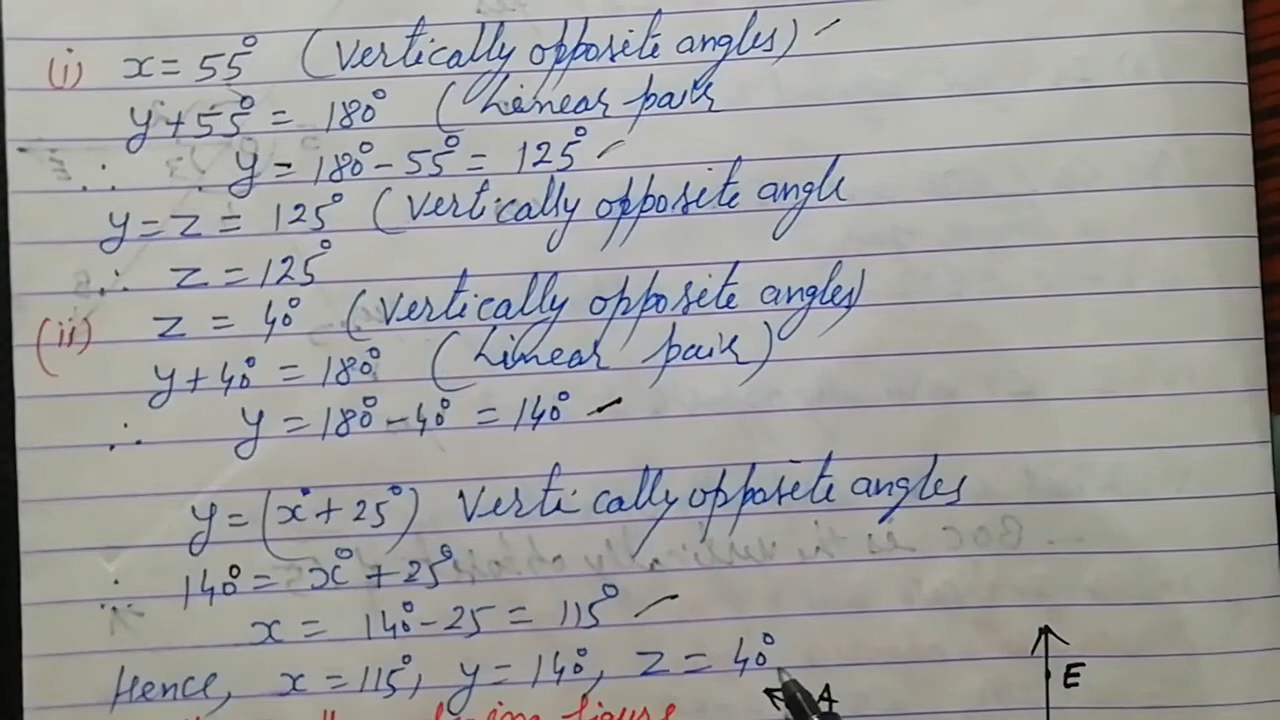 (i) x = 55° (Vertically opposite angles)
y + 55° = 180° (Linear pair
∴ y = 180° - 55° = 125°
y = z = 125° (Vertically opposite angle
∴ z = 125°
(ii) z = 40° (Vertically opposite angles)
y + 40° = 180° (Linear pair)
∴ y = 180° - 40° = 140°
y = (x° + 25°) Vertically opposite angles
∴ 140° = x° + 25°
x = 140° - 25 = 115°
Hence, x = 115°, y = 140°, z = 40°
E
A
figure